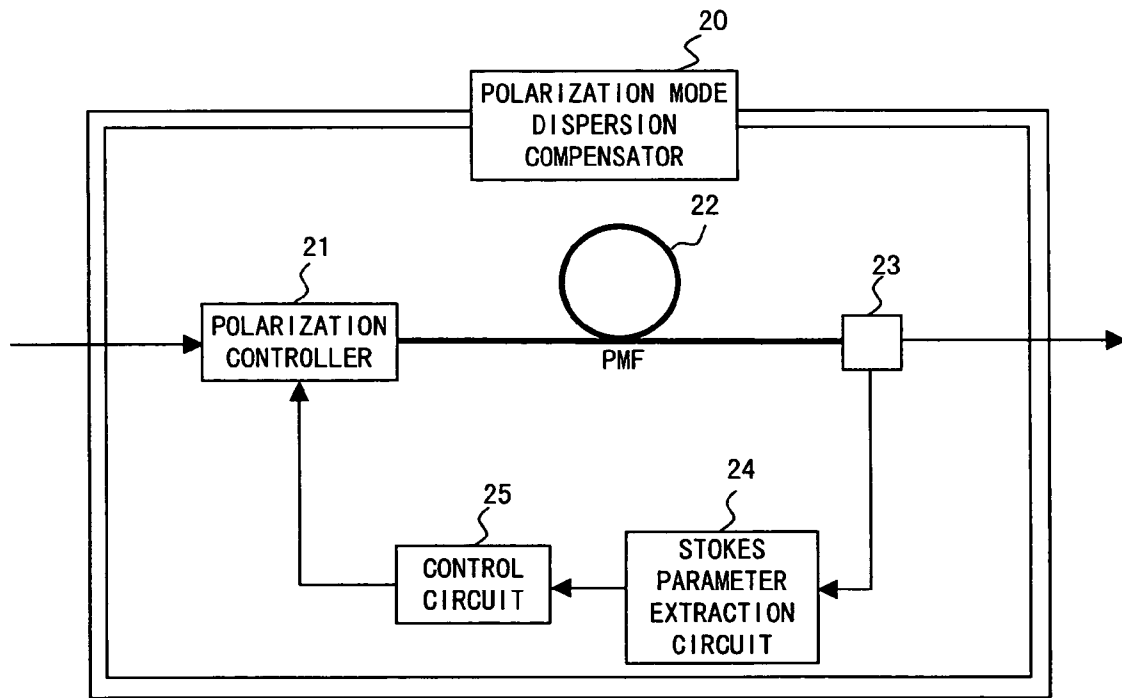 20
POLARIZATION MODE
DISPERSION
COMPENSATOR
22
21
23
POLARIZATION
CONTROLLER
PMF
25
24
CONTROL
CIRCUIT
STOKES
PARAMETER
EXTRACTION
CIRCUIT